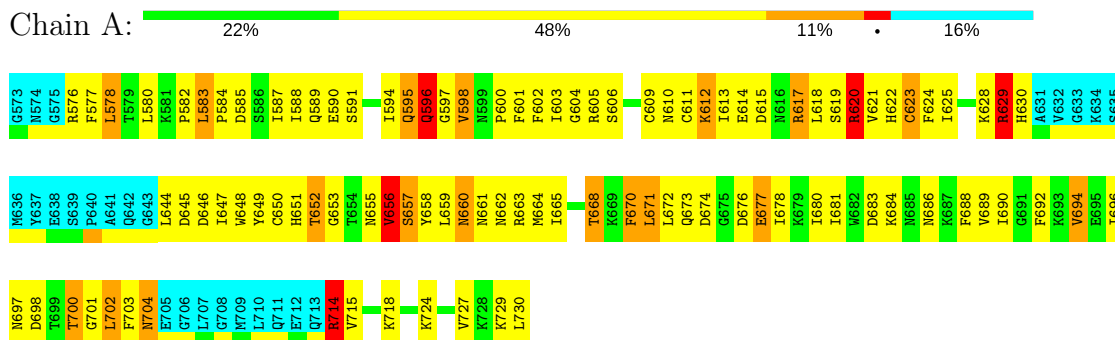 Chain A:
22% 48% 11% • 16%
G573 N574 G575 R576 F577 L578 T579 L580 K581 P582 L583 P584 D585 S586 I587 I588 Q589 E590 S591 I594 Q595 Q596 G597 V598 N599 P600 F601 F602 I603 G604 R605 S606 C609 N610 C611 K612 I613 E614 D615 N616 R617 L618 S619 R620 V621 H622 C623 F624 I625 K628 R629 H630 A631 V632 G633 K634 S635
M636 Y637 E638 S639 P640 A641 Q642 G643 L644 D645 D646 I647 W648 Y649 C650 H651 T652 G653 T654 N655 V656 S657 Y658 L659 N660 N661 N662 R663 M664 I665 T668 K669 F670 L671 L672 Q673 D674 G675 D676 E677 I678 K679 I680 I681 W682 D683 K684 N685 N686 K687 F688 V689 I690 G691 F692 K693 V694 E695 I696
N697 D698 T699 T700 G701 L702 F703 N704 E705 G706 L707 G708 M709 L710 Q711 E712 Q713 R714 V715 K718 K724 V727 K728 K729 L730